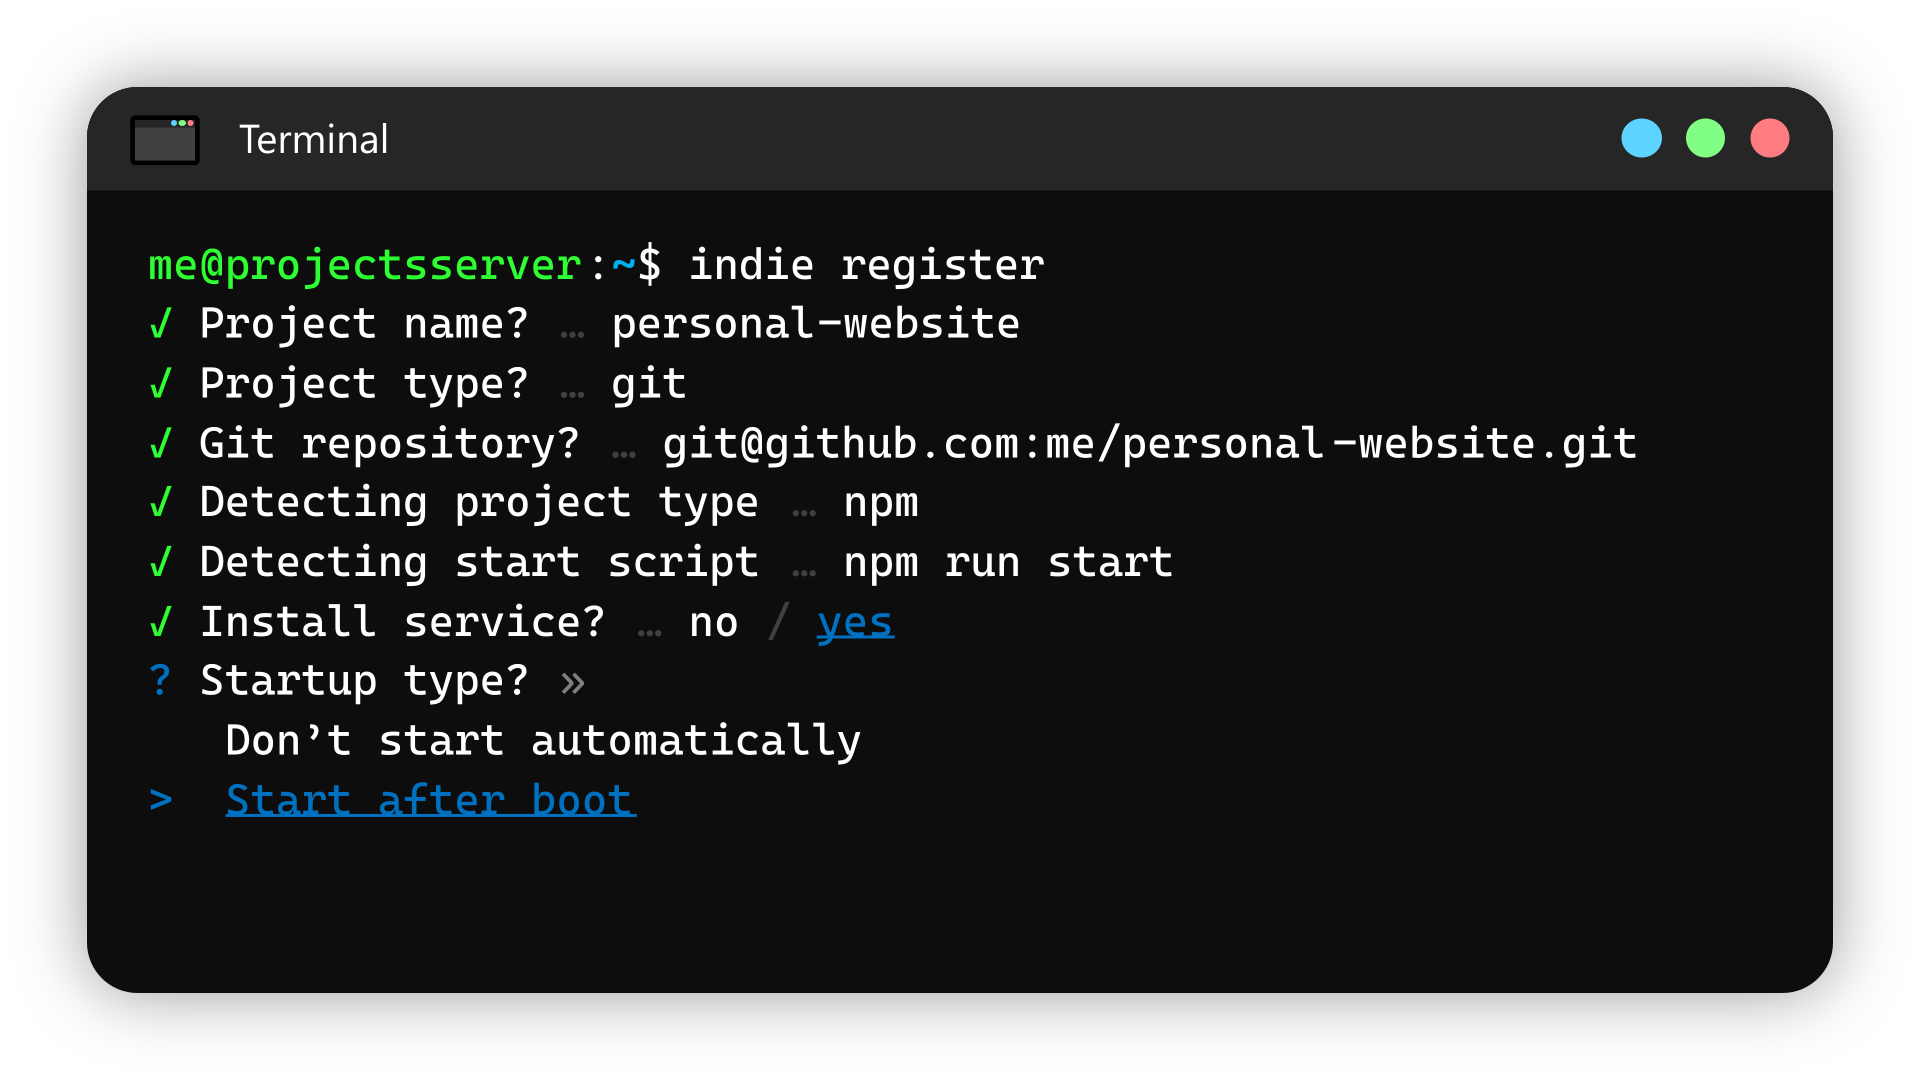 Terminal
me@projectsserver:~$ indie register
✓ Project name? … personal-website
✓ Project type? … git
✓ Git repository? … git@github.com:me/personal-website.git
✓ Detecting project type … npm
✓ Detecting start script … npm run start
✓ Install service? … no / yes
? Startup type? »
Don’t start automatically
> Start after boot